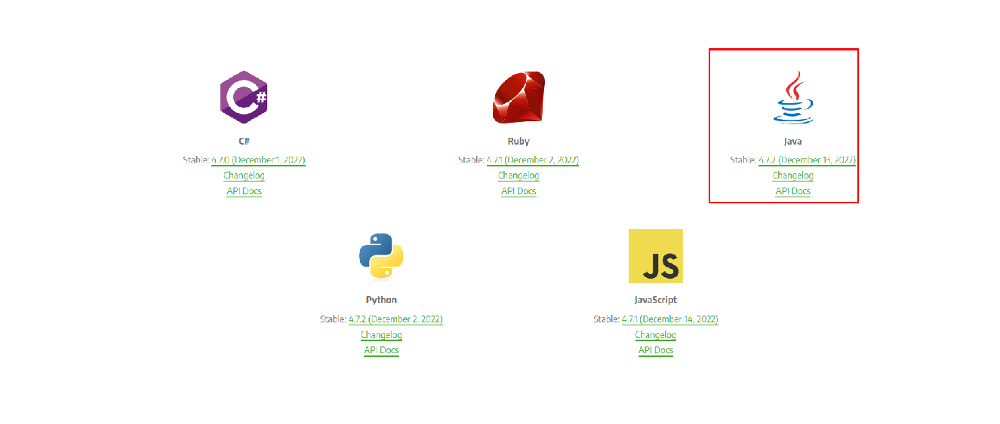 C#
Ruby
Java
Stable: 4.7.0 (December 1, 2022)
Stable: 4.7.1 (December 2, 2022)
Stable: 4.7.2 (December 13, 2022)
Changelog
Changelog
Changelog
API Docs
API Docs
API Docs
JS
Python
JavaScript
Stable: 4.7.2 (December 2, 2022)
Stable: 4.7.1 (December 14, 2022)
Changelog
Changelog
API Docs
API Docs